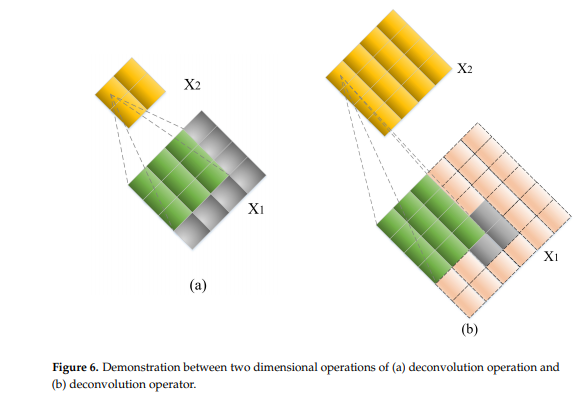 X2
X1
(a)
X2
X1
(b)
Figure 6. Demonstration between two dimensional operations of (a) deconvolution operation and
(b) deconvolution operator.